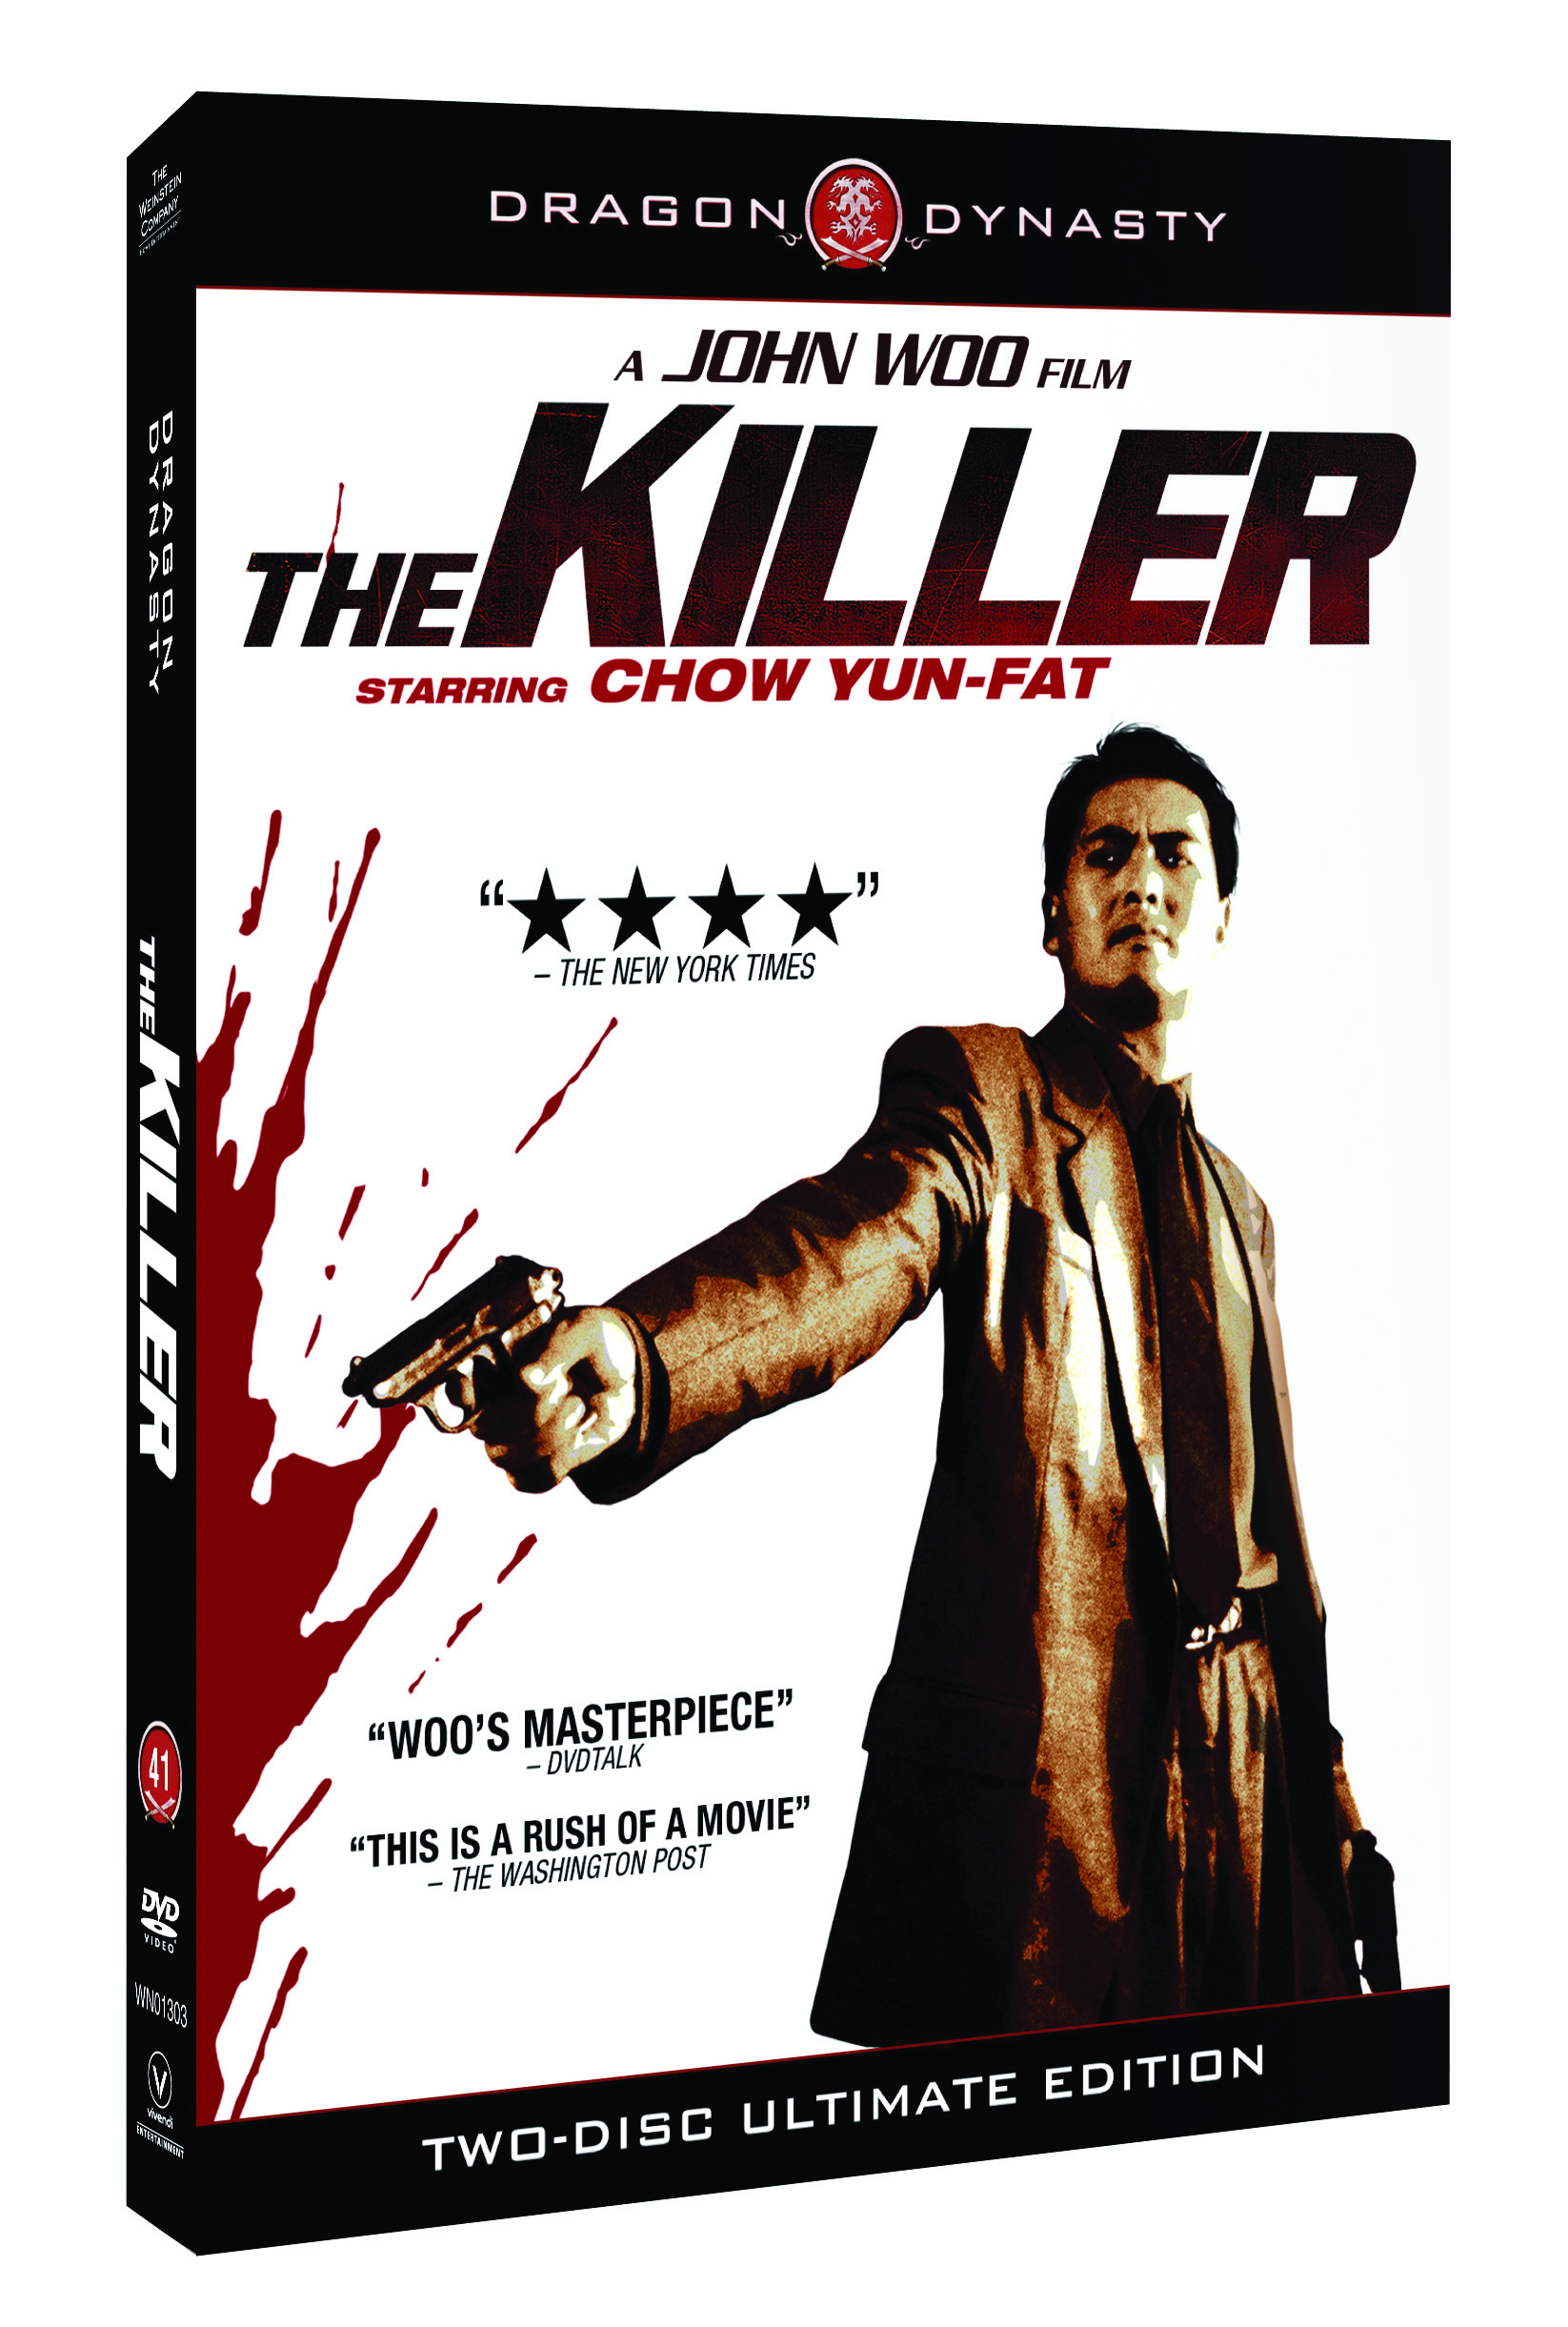 DRAGON DYNASTY
A JOHN WOO FILM
THE KILLER
STARRING CHOW YUN-FAT
“★★★★”
– THE NEW YORK TIMES
“WOO’S MASTERPIECE”
– DVDTALK
“THIS IS A RUSH OF A MOVIE”
– THE WASHINGTON POST
TWO-DISC ULTIMATE EDITION
THE
WEINSTEIN
COMPANY
DRAGON
DYNASTY
THE KILLER
41
DVD
VIDEO
WN01303
V
vivendi
ENTERTAINMENT